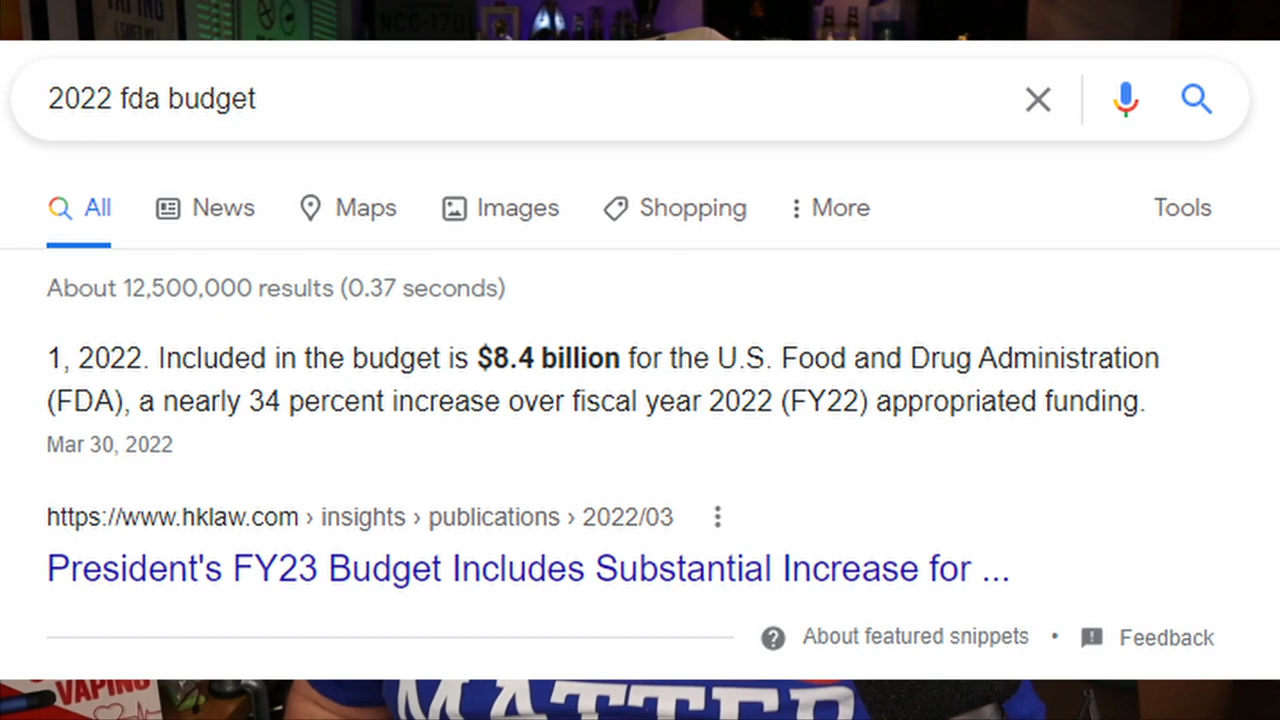 NCC-1701
2022 fda budget
All News Maps Images Shopping More Tools
About 12,500,000 results (0.37 seconds)
1, 2022. Included in the budget is $8.4 billion for the U.S. Food and Drug Administration
(FDA), a nearly 34 percent increase over fiscal year 2022 (FY22) appropriated funding.
Mar 30, 2022
https://www.hklaw.com › insights › publications › 2022/03
President's FY23 Budget Includes Substantial Increase for ...
About featured snippets • Feedback
VAPING
MATTER